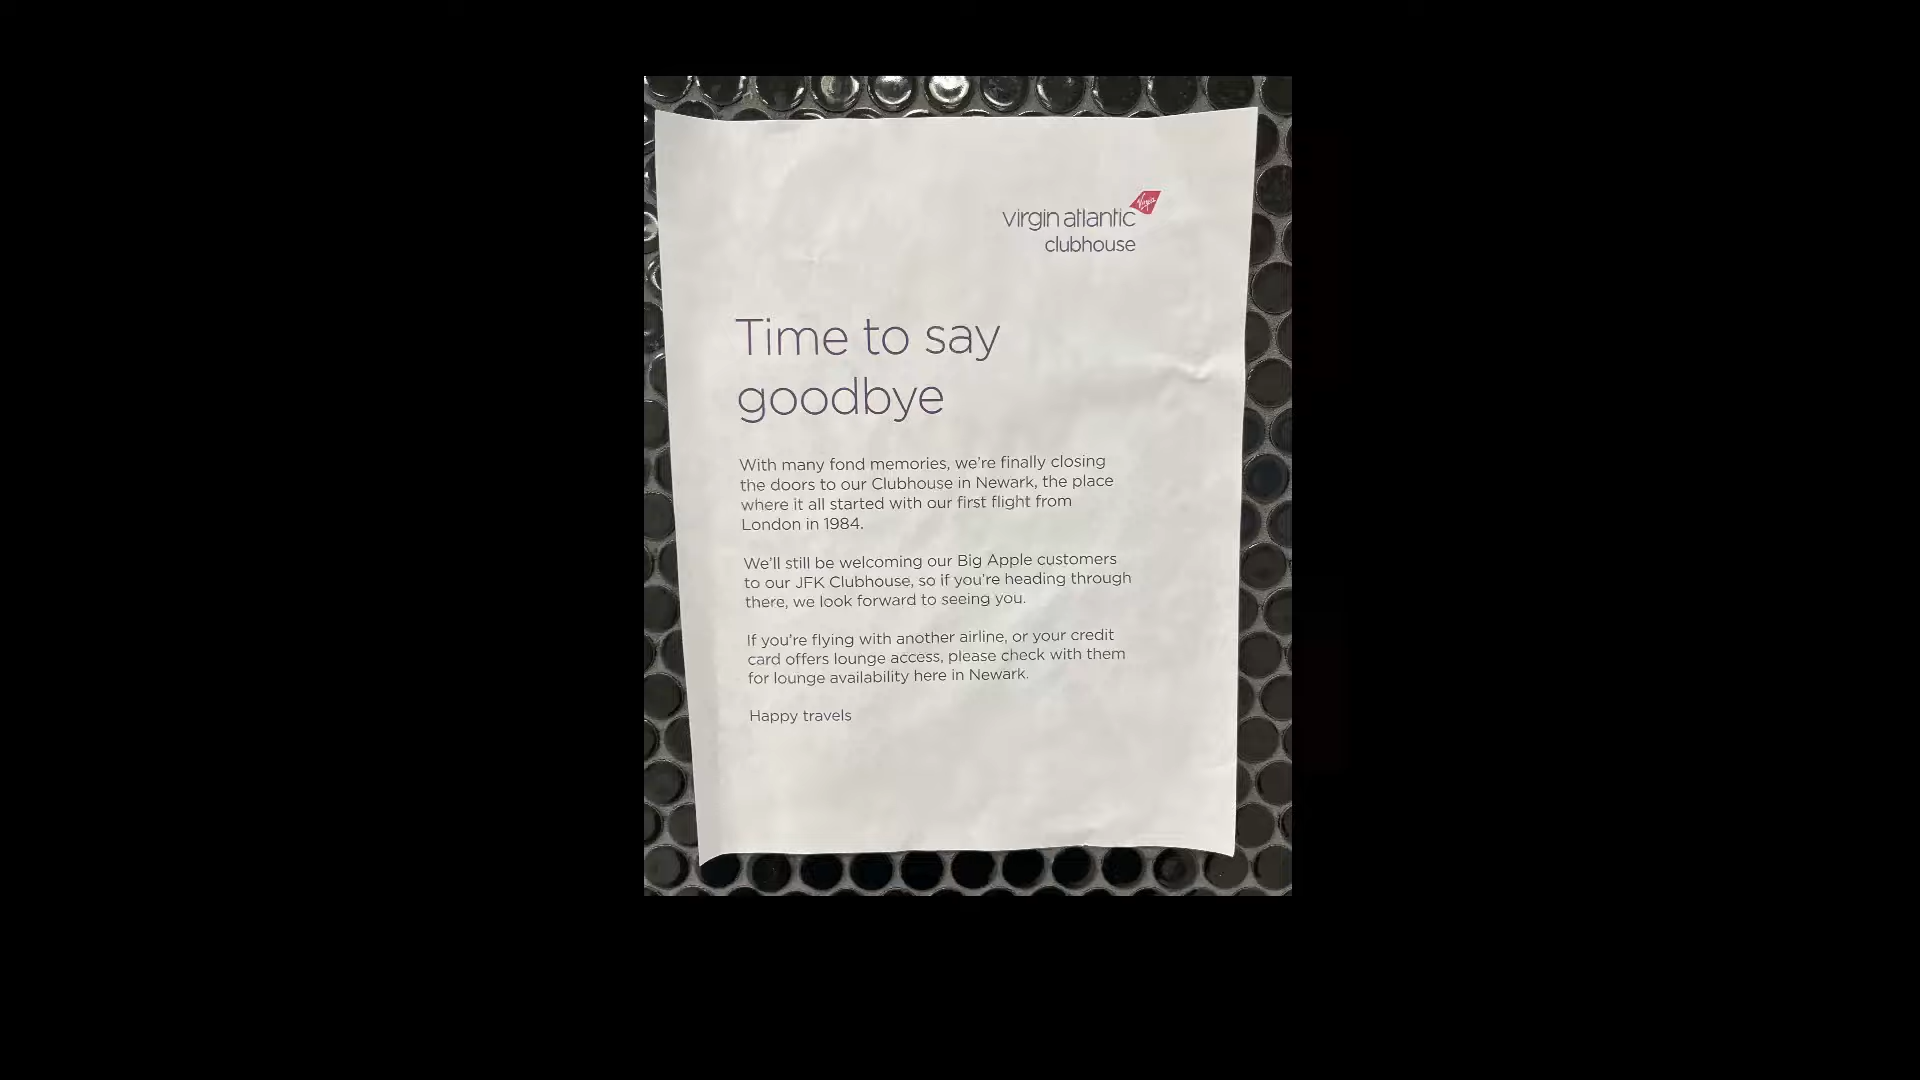 virgin atlantic
Virgin
clubhouse
Time to say
goodbye
With many fond memories, we're finally closing
the doors to our Clubhouse in Newark, the place
where it all started with our first flight from
London in 1984.
We'll still be welcoming our Big Apple customers
to our JFK Clubhouse, so if you're heading through
there, we look forward to seeing you.
If you're flying with another airline, or your credit
card offers lounge access, please check with them
for lounge availability here in Newark.
Happy travels